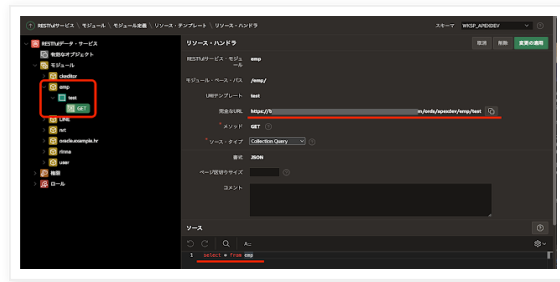 RESTfulサービス \ モジュール \ モジュール定義 \ リソース・テンプレート \ リソース・ハンドラ
スキーマ WKSP_APEXDEV
RESTfulデータ・サービス
有効なオブジェクト
モジュール
ckeditor
emp
test
GET
LINE
oracle.example.hr
rinna
user
権限
ロール
リソース・ハンドラ
取消 削除 変更の適用
RESTfulサービス・モジュール emp
モジュール・ベース・パス /emp/
URIテンプレート test
完全なURL https://b m/ords/apexdev/emp/test
* メソッド GET
* ソース・タイプ Collection Query
書式 JSON
ページ区切りサイズ
コメント
ソース
1 select * from emp